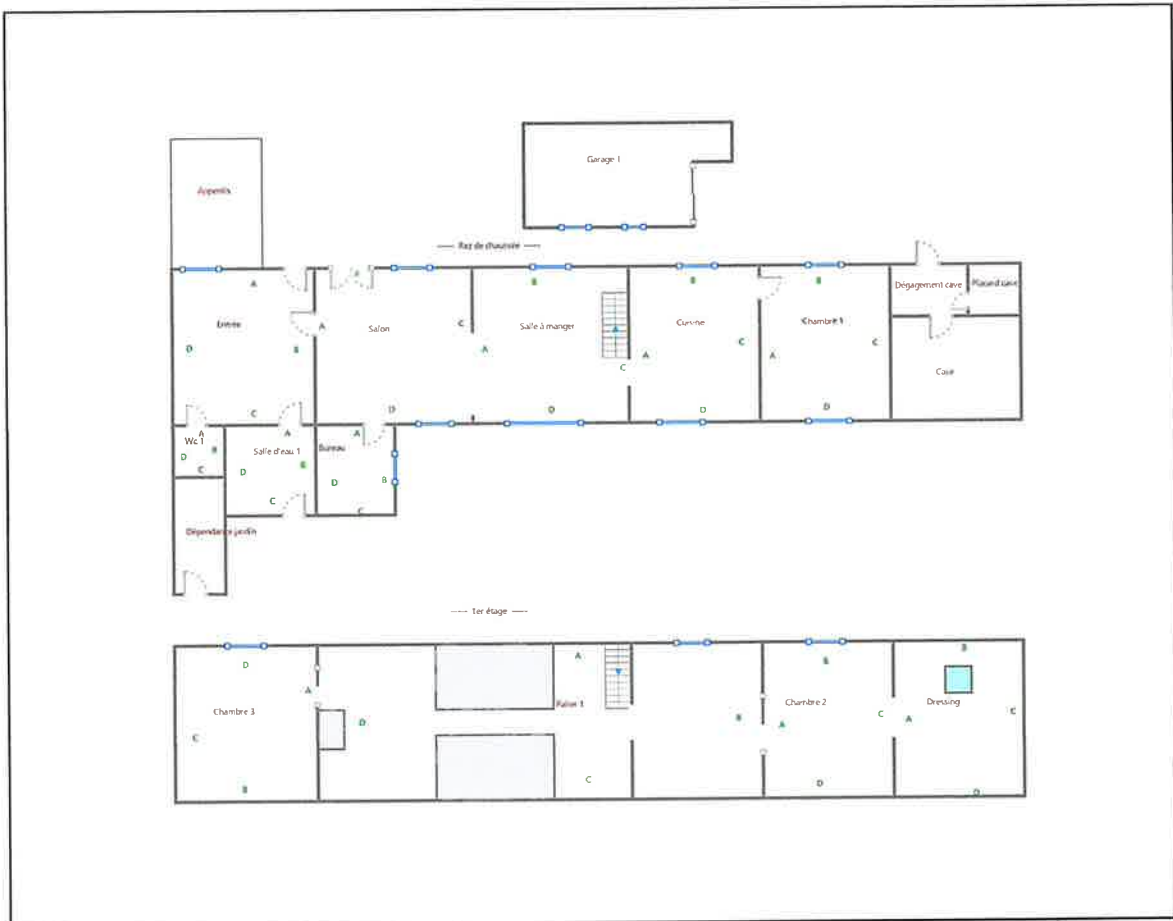 Garage 1
Appentis
Rez de chaussée
A
A
B
B
B
Dégagement cave
Placard cave
Entrée
A
Salon
C
Salle à manger
Cuisine
Chambre 1
D
B
A
A
C
A
C
C
Cave
C
D
D
D
D
A
A
A
Wc 1
B
Salle d'eau 1
Bureau
D
D
B
C
D
B
C
C
Dépendance jardin
1er étage
A
B
B
D
A
Palier 1
Chambre 2
Dressing
Chambre 3
D
B
A
C
A
C
C
B
C
D
D